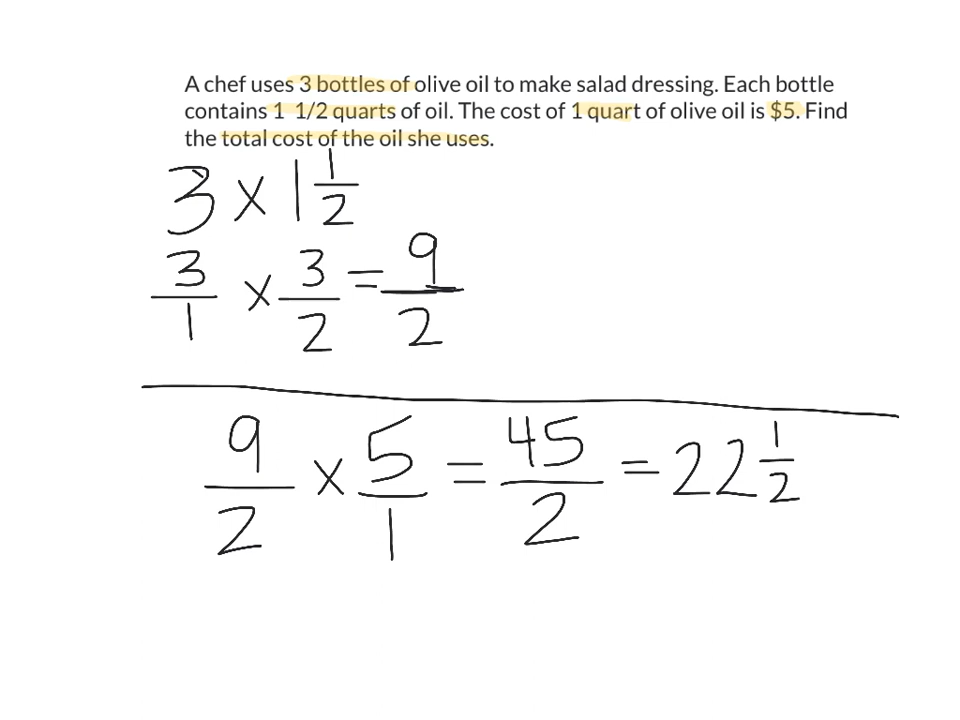 A chef uses 3 bottles of olive oil to make salad dressing. Each bottle
contains 1 1/2 quarts of oil. The cost of 1 quart of olive oil is $5. Find
the total cost of the oil she uses.
3 × 1 1/2
3/1 × 3/2 = 9/2
9/2 × 5/1 = 45/2 = 22 1/2